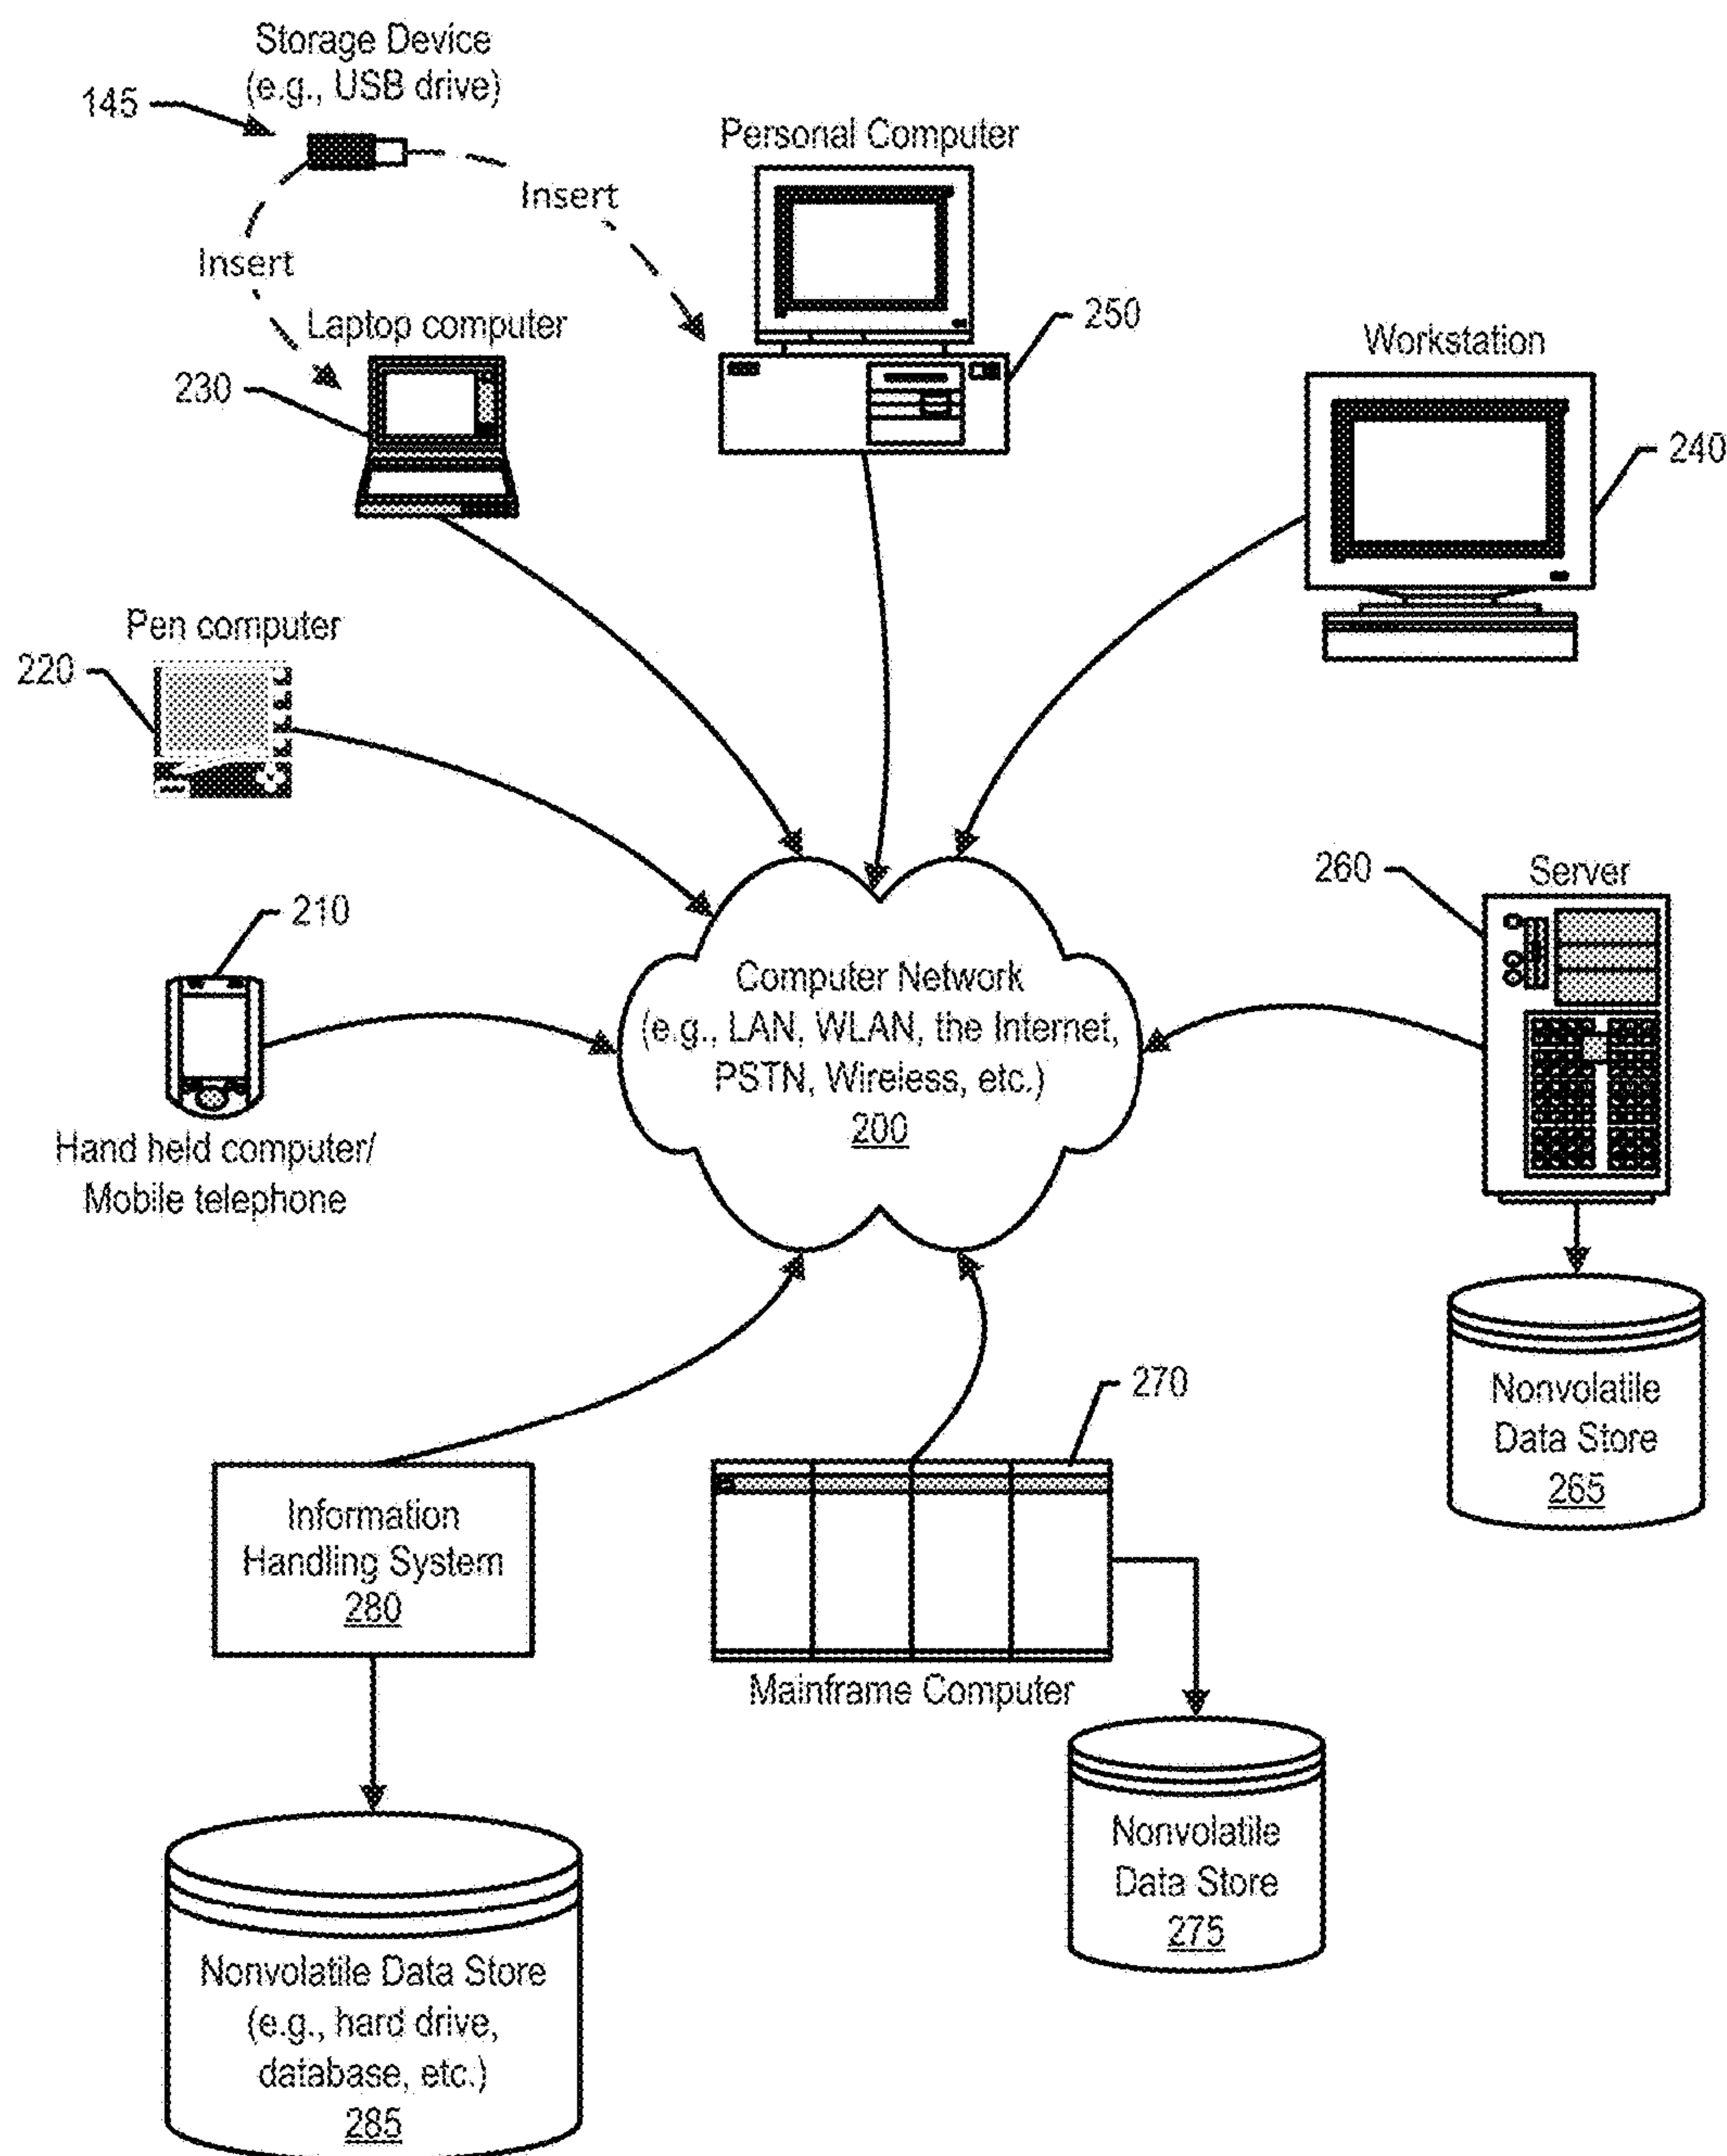 Storage Device
(e.g., USB drive)
145
Personal Computer
Insert
Insert
Laptop computer
250
Workstation
230
240
Pen computer
220
260
Server
210
Computer Network
(e.g., LAN, WLAN, the Internet,
PSTN, Wireless, etc.)
200
Hand held computer/
Mobile telephone
270
Nonvolatile
Data Store
265
Information
Handling System
280
Mainframe Computer
Nonvolatile
Data Store
275
Nonvolatile Data Store
(e.g., hard drive,
database, etc.)
285